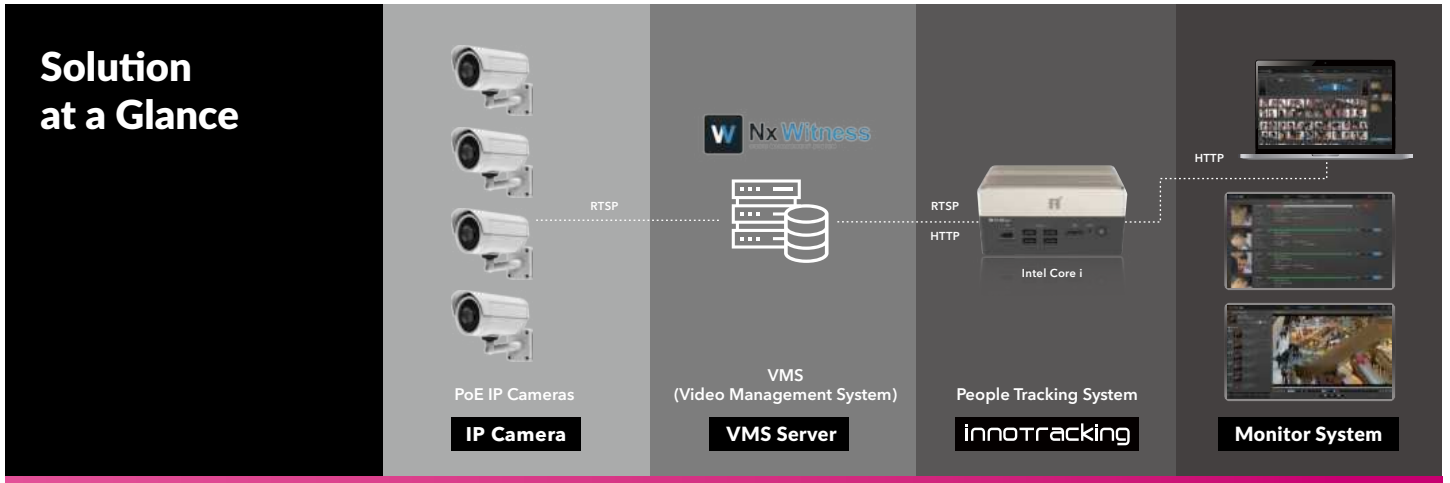 Solution
at a Glance
RTSP
PoE IP Cameras
IP Camera
Nx Witness
VMS
(Video Management System)
VMS Server
RTSP
HTTP
Intel Core i
People Tracking System
innoTracking
HTTP
Monitor System